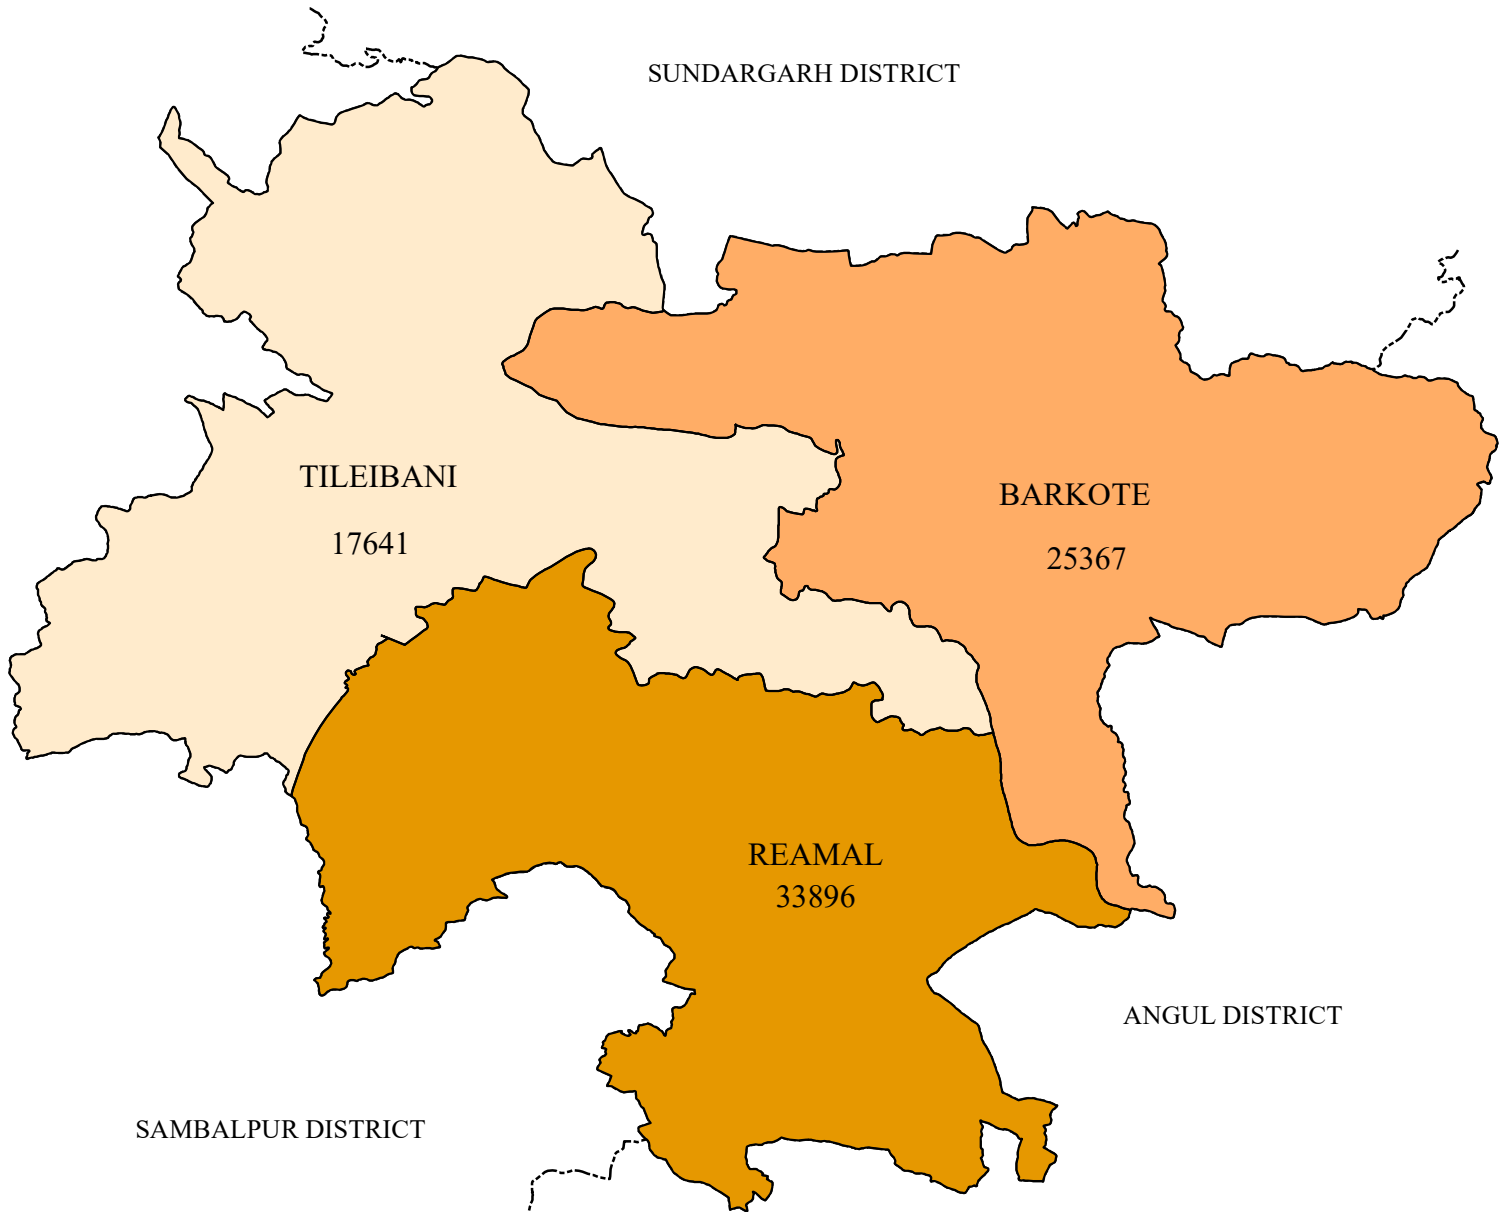 SUNDARGARH DISTRICT
TILEIBANI
17641
BARKOTE
25367
REAMAL
33896
ANGUL DISTRICT
SAMBALPUR DISTRICT